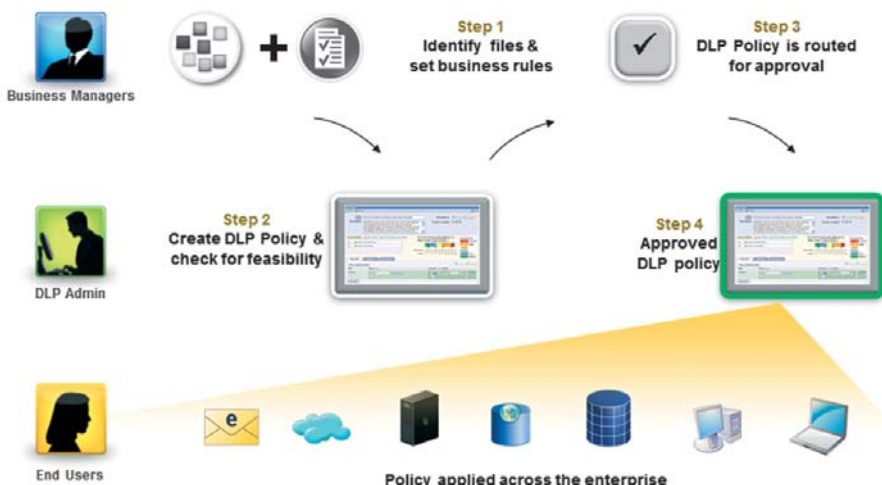 Step 1
Identify files &
set business rules
Step 3
DLP Policy is routed
for approval
Business Managers
Step 2
Create DLP Policy &
check for feasibility
Step 4
Approved
DLP policy
DLP Admin
e
End Users
Policy applied across the enterprise